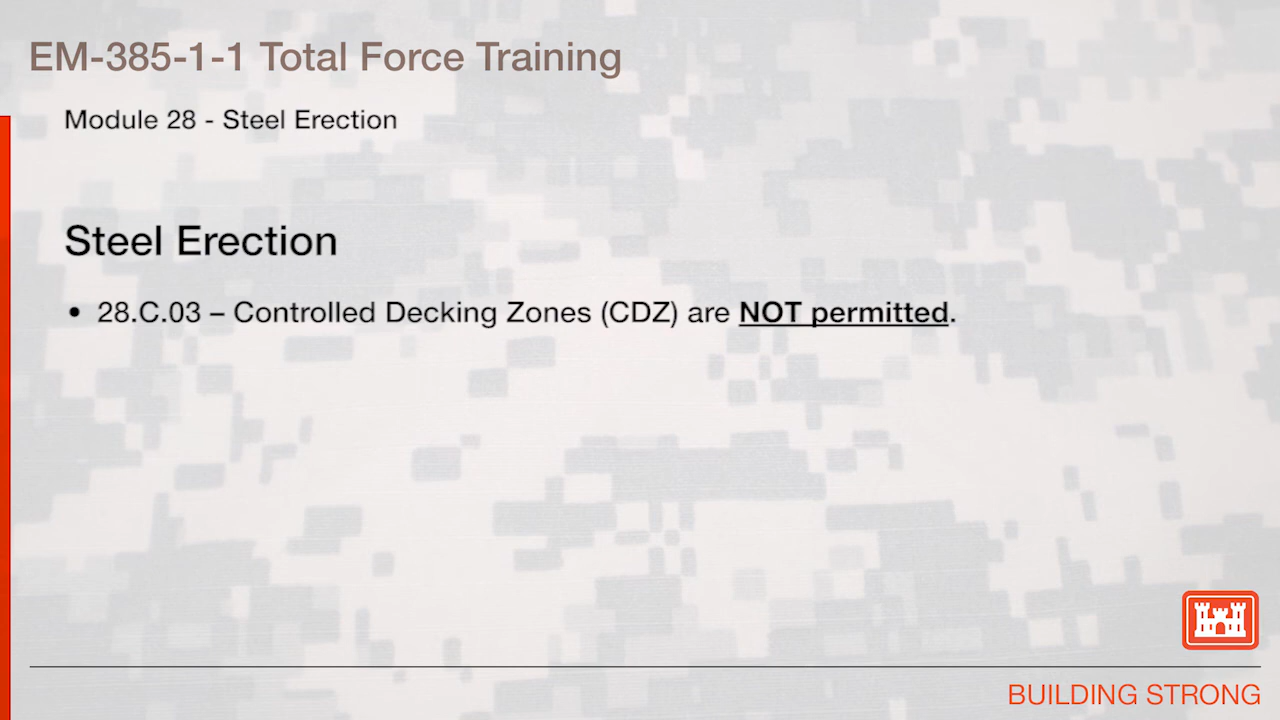 EM-385-1-1 Total Force Training
Module 28 - Steel Erection
Steel Erection
• 28.C.03 – Controlled Decking Zones (CDZ) are NOT permitted.
BUILDING STRONG